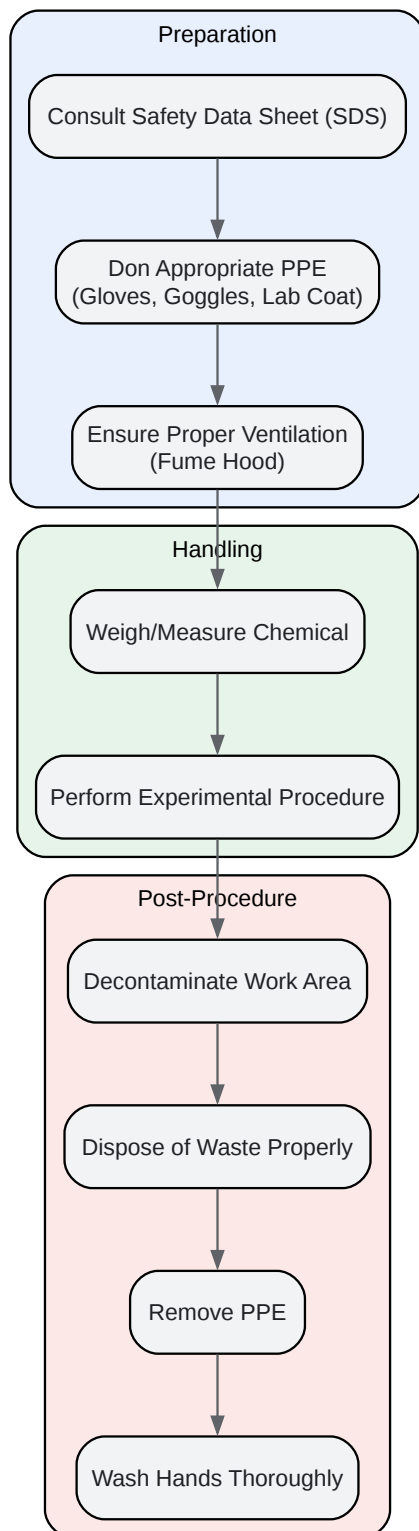 Preparation
Consult Safety Data Sheet (SDS)
Don Appropriate PPE
(Gloves, Goggles, Lab Coat)
Ensure Proper Ventilation
(Fume Hood)
Handling
Weigh/Measure Chemical
Perform Experimental Procedure
Post-Procedure
Decontaminate Work Area
Dispose of Waste Properly
Remove PPE
Wash Hands Thoroughly